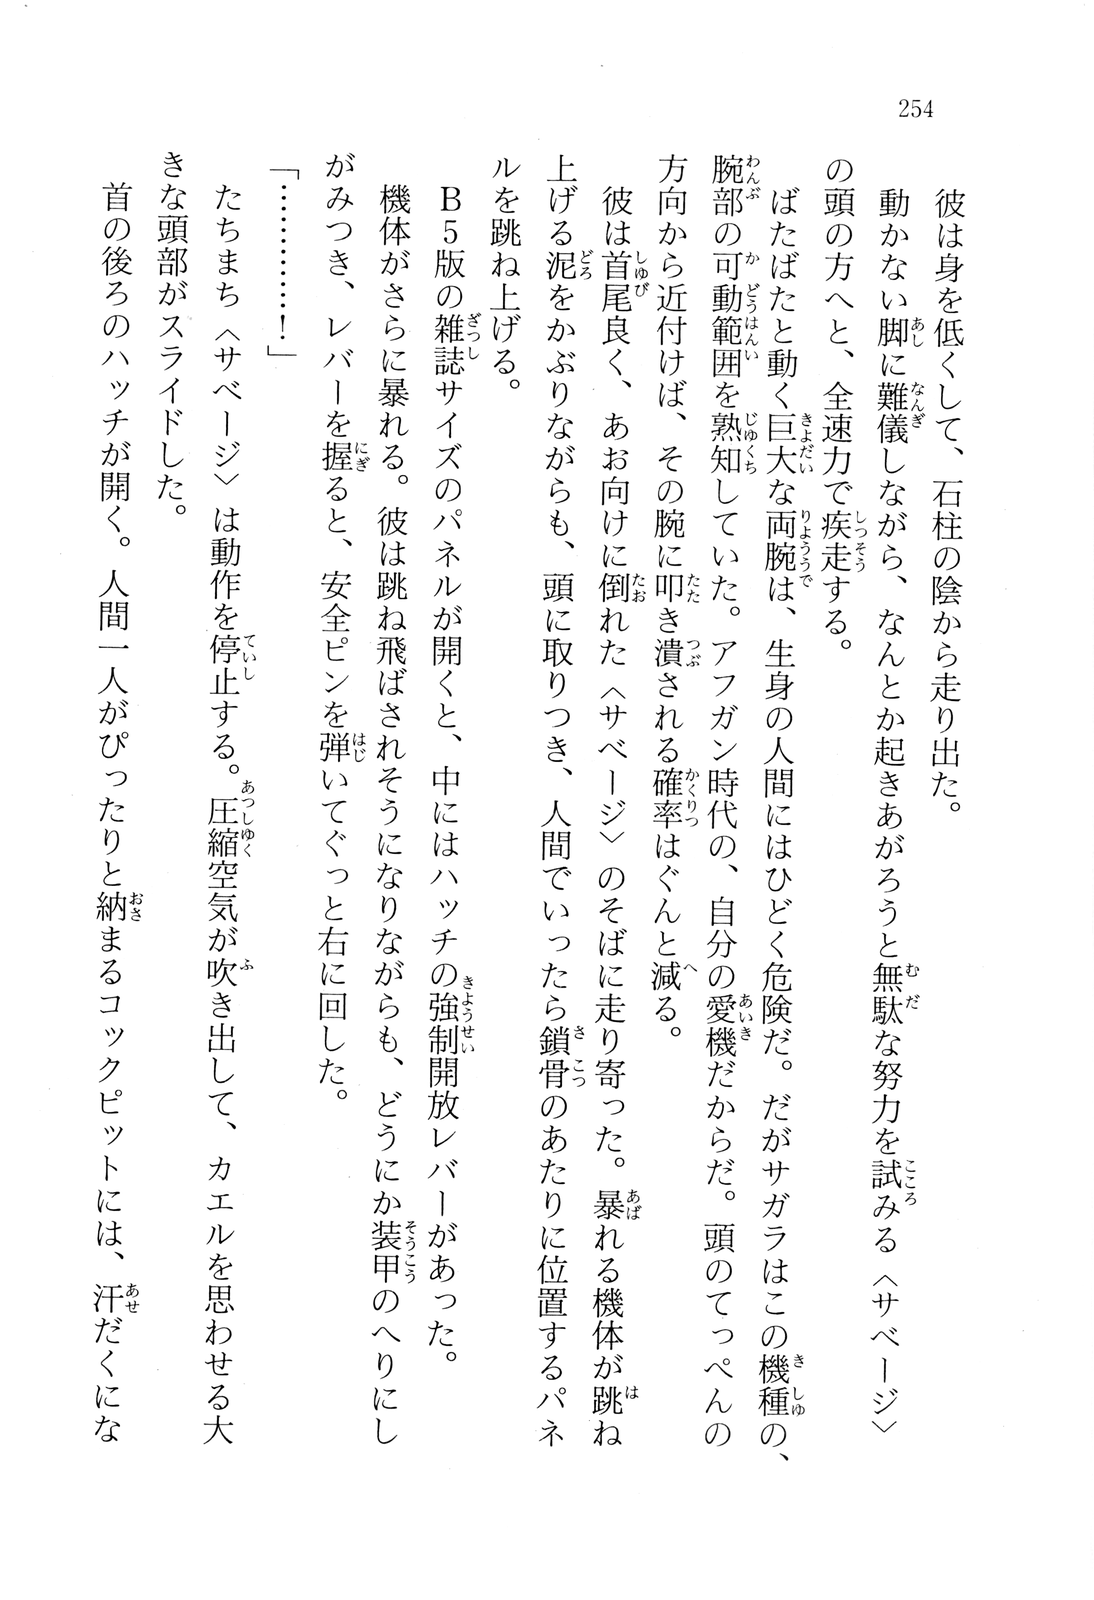 254
彼は身を低くして、石柱の陰から走り出た。
動かない脚に難儀しながら、なんとか起きあがろうと無駄な努力を試みる〈サベージ〉
の頭の方へと、全速力で疾走する。
ばたばたと動く巨大な両腕は、生身の人間にはひどく危険だ。だがサガラはこの機種の、
腕部の可動範囲を熟知していた。アフガン時代の、自分の愛機だからだ。頭のてっぺんの
方向から近付けば、その腕に叩き潰される確率はぐんと減る。
彼は首尾良く、あお向けに倒れた〈サベージ〉のそばに走り寄った。暴れる機体が跳ね
上げる泥をかぶりながらも、頭に取りつき、人間でいったら鎖骨のあたりに位置するパネ
ルを跳ね上げる。
B5版の雑誌サイズのパネルが開くと、中にはハッチの強制開放レバーがあった。
機体がさらに暴れる。彼は跳ね飛ばされそうになりながらも、どうにか装甲のへりにし
がみつき、レバーを握ると、安全ピンを弾いてぐっと右に回した。
「…………！」
たちまち〈サベージ〉は動作を停止する。圧縮空気が吹き出して、カエルを思わせる大
きな頭部がスライドした。
首の後ろのハッチが開く。人間一人がぴったりと納まるコックピットには、汗だくにな